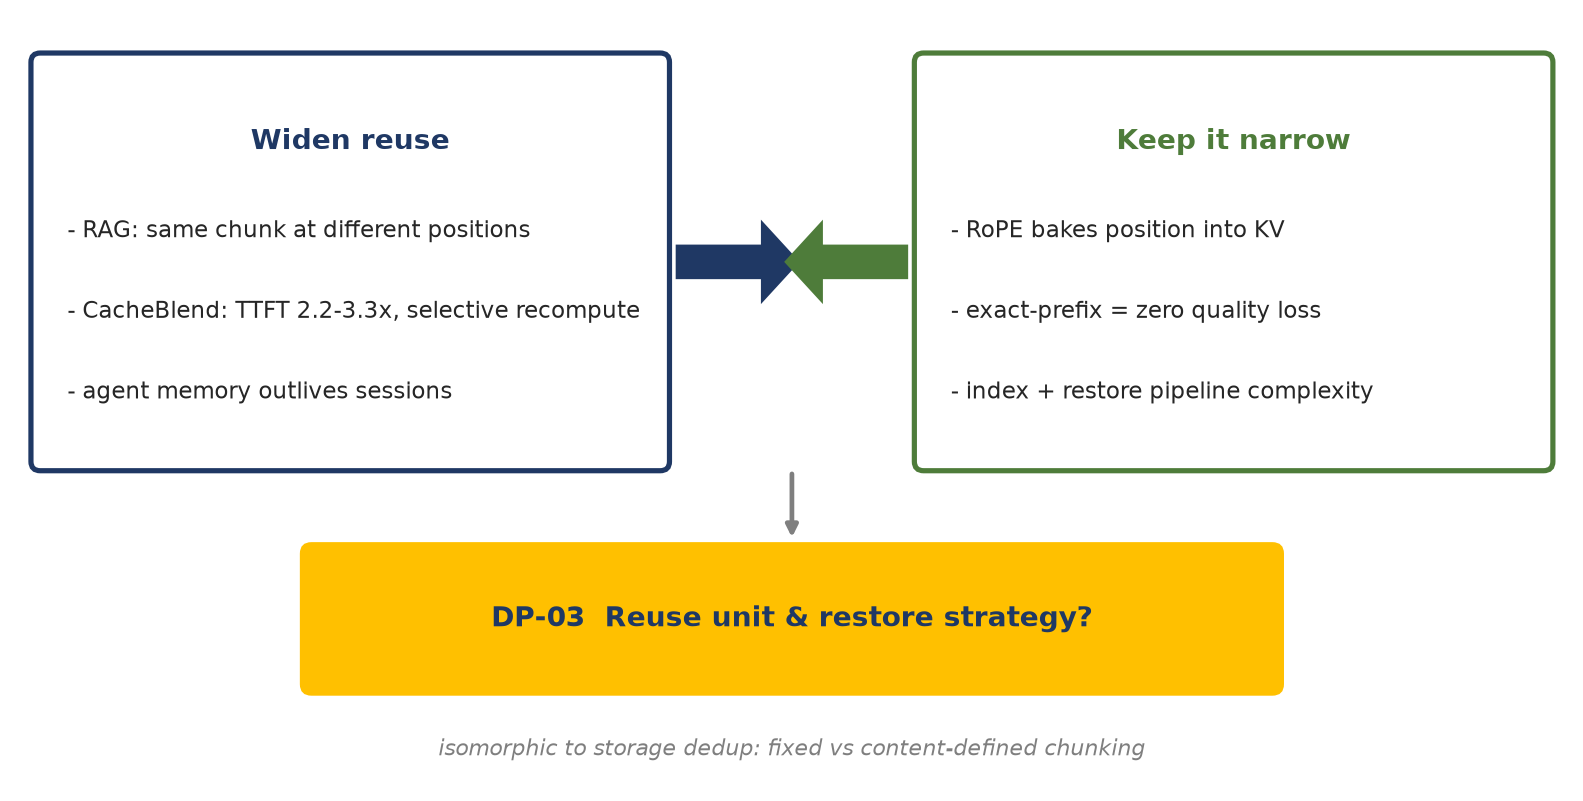 Widen reuse
- RAG: same chunk at different positions
- CacheBlend: TTFT 2.2-3.3x, selective recompute
- agent memory outlives sessions
Keep it narrow
- RoPE bakes position into KV
- exact-prefix = zero quality loss
- index + restore pipeline complexity
DP-03  Reuse unit & restore strategy?
isomorphic to storage dedup: fixed vs content-defined chunking